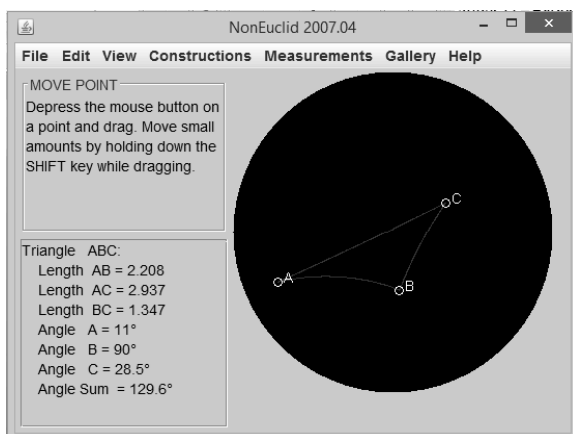 NonEuclid 2007.04
File Edit View Constructions Measurements Gallery Help
MOVE POINT
Depress the mouse button on
a point and drag. Move small
amounts by holding down the
SHIFT key while dragging.
Triangle ABC:
Length AB = 2.208
Length AC = 2.937
Length BC = 1.347
Angle A = 11°
Angle B = 90°
Angle C = 28.5°
Angle Sum = 129.6°
C
A
B